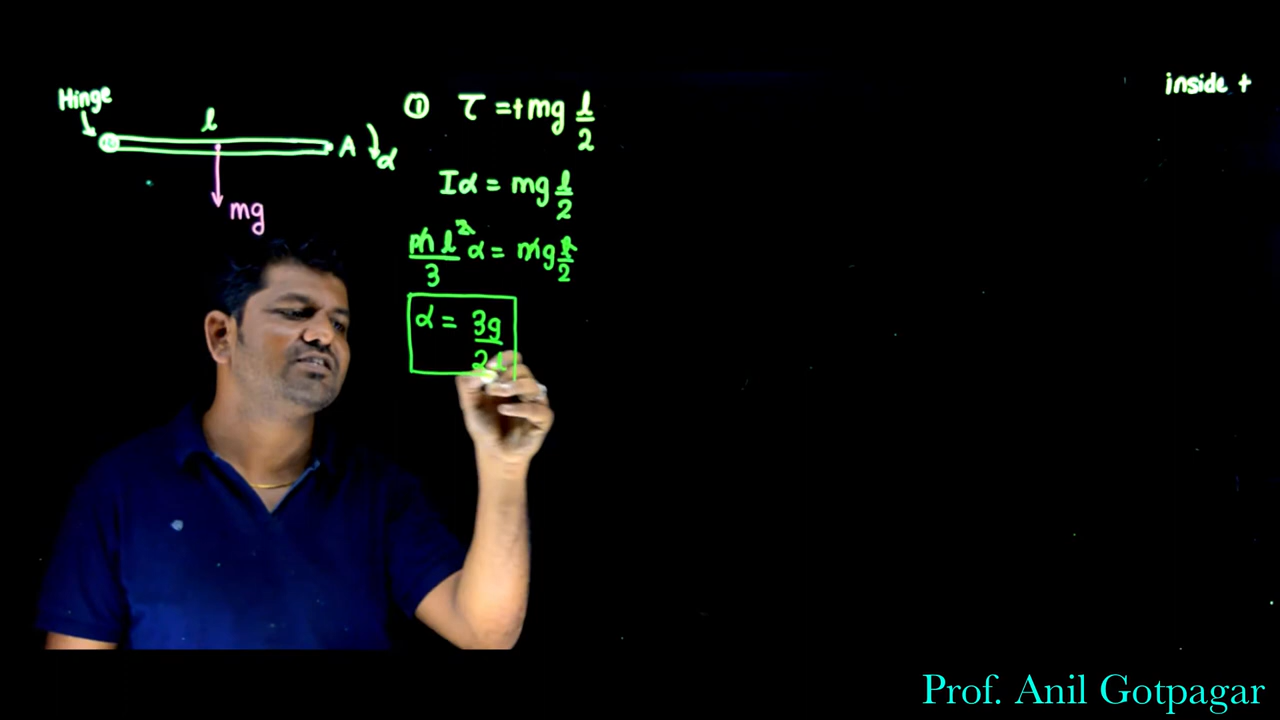 Hinge
l
A
α
mg
① τ = +mg l/2
Iα = mg l/2
ml²/3 α = mg l/2
α = 3g/2l
inside +
Prof. Anil Gotpagar